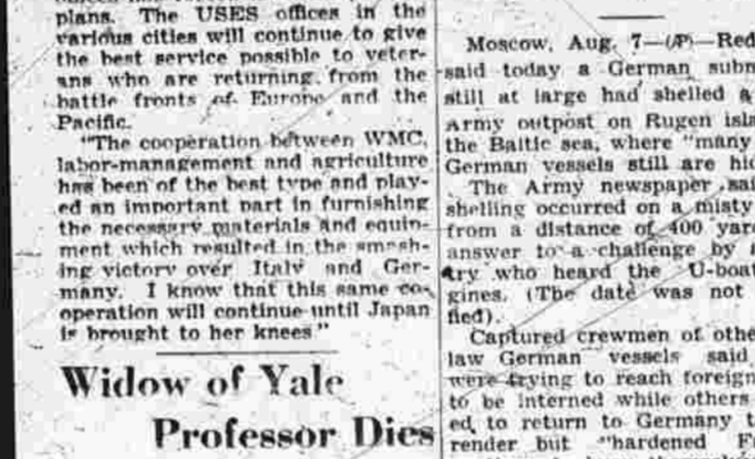 plans. The USES offices in the
various cities will continue to give
the best service possible to veter-
ans who are returning from the
battle fronts of Europe and the
Pacific.
"The cooperation between WMC,
labor-management and agriculture
has been of the best type and play-
ed an important part in furnishing
the necessary materials and equip-
ment which resulted in the smash-
ing victory over Italy and Ger-
many. I know that this same co-
operation will continue until Japan
is brought to her knees."
Widow of Yale
Professor Dies
Moscow, Aug. 7—(AP)—Red
said today a German subm
still at large had shelled a
Army outpost on Rugen isla
the Baltic sea, where "many
German vessels still are hid
The Army newspaper sai
shelling occurred on a misty
from a distance of 400 yard
answer to a challenge by
try who heard the U-boat
gines. (The date was not
fied).
Captured crewmen of othe
law German vessels said
were trying to reach foreign
to be interned while others
ed to return to Germany t
render but "hardened F